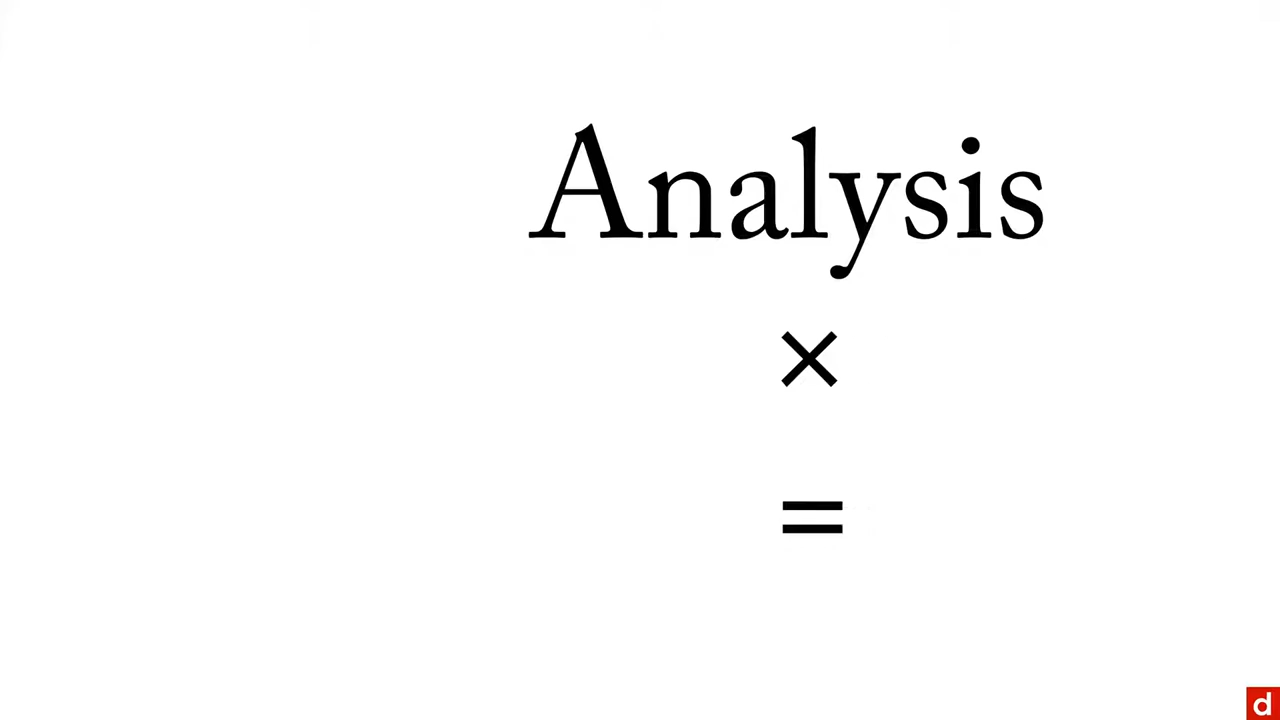 Analysis
×
=
d